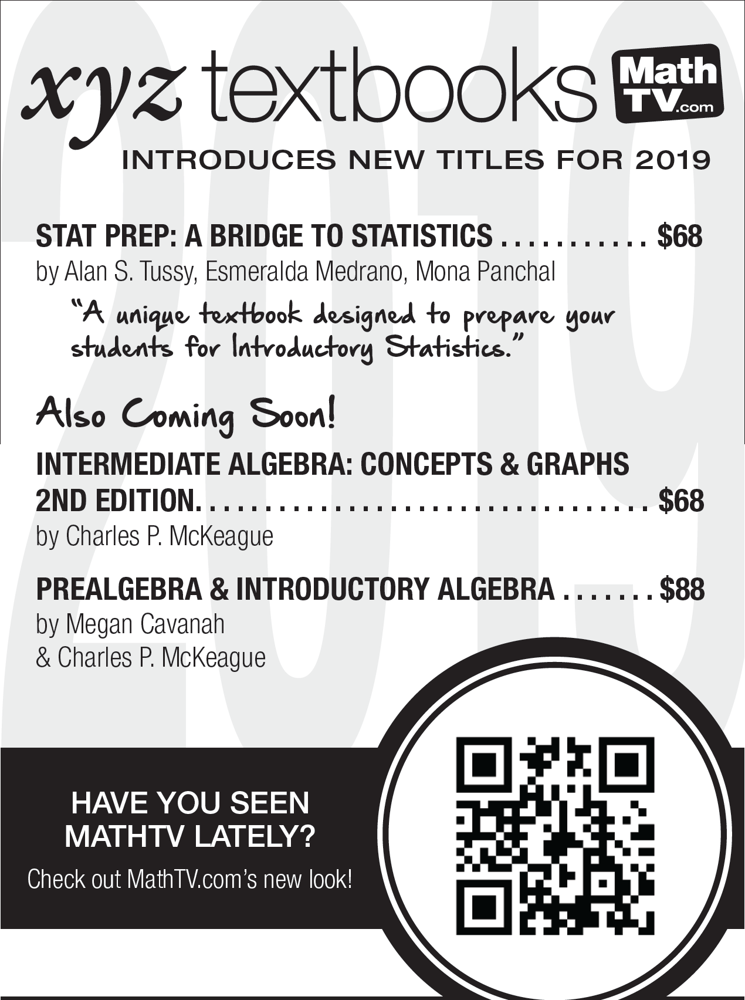 xyz textbooks
Math
TV.com
INTRODUCES NEW TITLES FOR 2019
STAT PREP: A BRIDGE TO STATISTICS . . . . . . . . . . . $68
by Alan S. Tussy, Esmeralda Medrano, Mona Panchal
“A unique textbook designed to prepare your
students for Introductory Statistics.”
Also Coming Soon!
INTERMEDIATE ALGEBRA: CONCEPTS & GRAPHS
2ND EDITION. . . . . . . . . . . . . . . . . . . . . . . . . . . . . . . . . $68
by Charles P. McKeague
PREALGEBRA & INTRODUCTORY ALGEBRA . . . . . . . $88
by Megan Cavanah
& Charles P. McKeague
HAVE YOU SEEN
MATHTV LATELY?
Check out MathTV.com’s new look!
2019